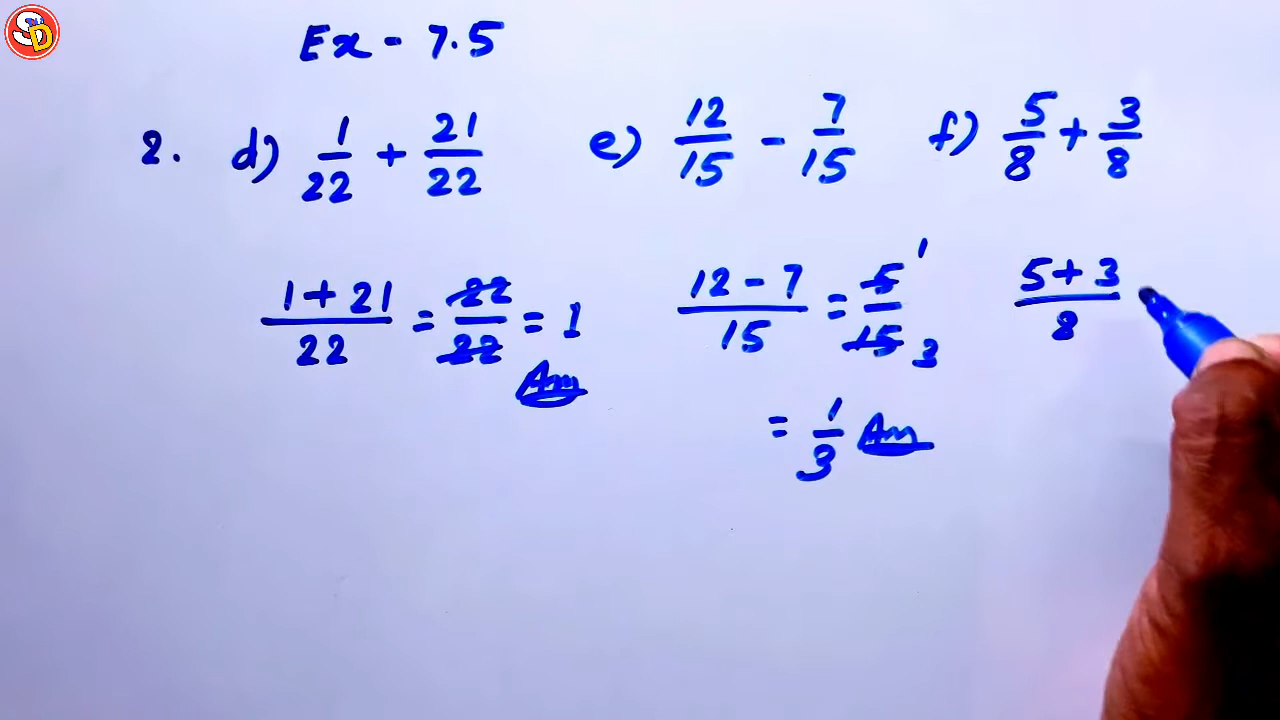 SD
Ex - 7.5
2. d) 1/22 + 21/22 e) 12/15 - 7/15 f) 5/8 + 3/8
1 + 21/22 = 22/22 = 1 12 - 7/15 = 5/15 1 3 5 + 3/8
Ans
= 1/3 Ans